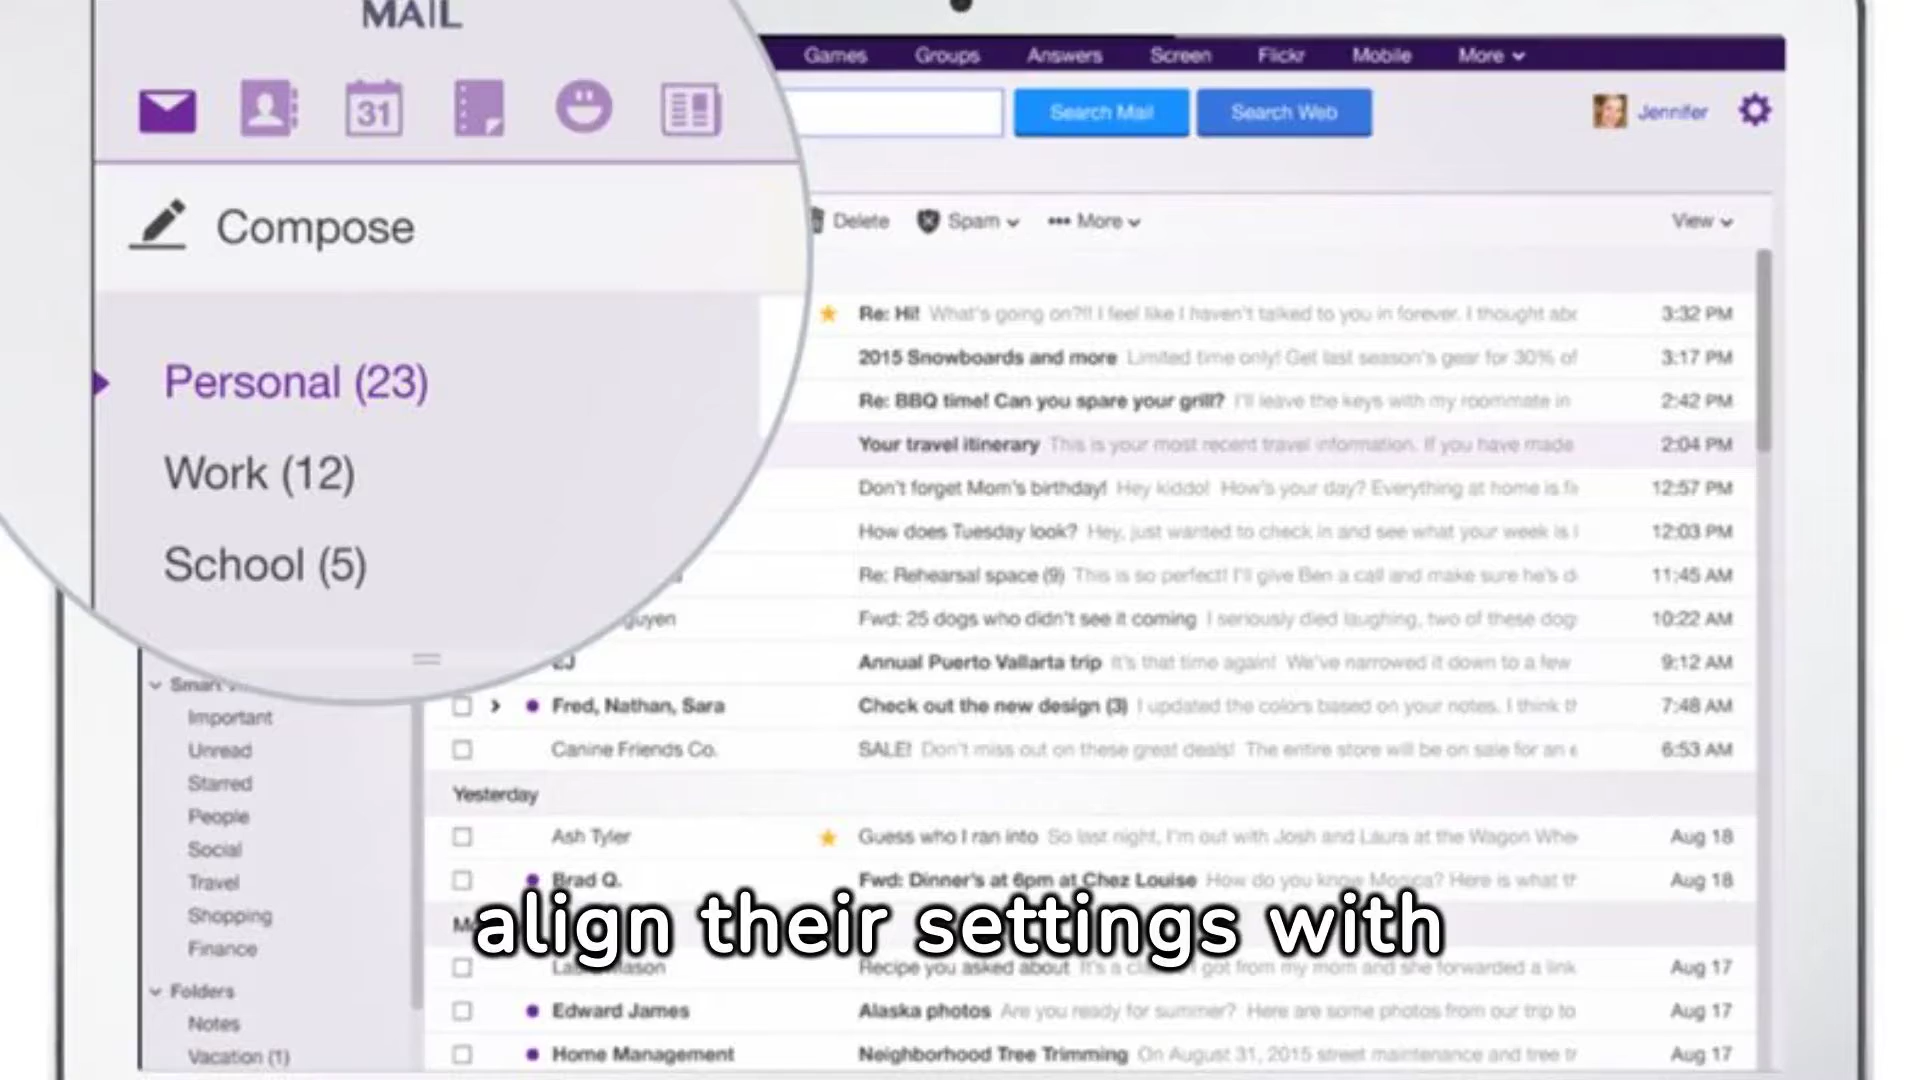 MAIL
Games Groups Answers Screen Flickr Mobile More
31
Search Mail Search Web Jennifer
Compose
Delete Spam More View
Personal (23)
Work (12)
School (5)
Re: Hi! What's going on?!! I feel like I haven't talked to you in forever. I thought abc 3:32 PM
2015 Snowboards and more Limited time only! Get last season's gear for 30% of 3:17 PM
Re: BBQ time! Can you spare your grill? I'll leave the keys with my roommate in 2:42 PM
Your travel itinerary This is your most recent travel information. If you have made 2:04 PM
Don't forget Mom's birthday! Hey kiddo! How's your day? Everything at home is 12:57 PM
How does Tuesday look? Hey, just wanted to check in and see what your week is 12:03 PM
Re: Rehearsal space (9) This is so perfect! I'll give Ben a call and make sure he's 11:45 AM
guyen Fwd: 25 dogs who didn't see it coming I seriously died laughing, two of these dog 10:22 AM
EJ Annual Puerto Vallarta trip It's that time again! We've narrowed it down to a few 9:12 AM
Fred, Nathan, Sara Check out the new design (3) I updated the colors based on your notes. I think 7:48 AM
Canine Friends Co. SALE! Don't miss out on these great deals! The entire store will be on sale for an 6:53 AM
Yesterday
Ash Tyler Guess who I ran into So last night, I'm out with Josh and Laura at the Wagon Whe Aug 18
Brad Q. Fwd: Dinner's at 6pm at Chez Louise How do you know Monica? Here is what Aug 18
Recipe you asked about It's a got from my mom and she forwarded a link Aug 17
Edward James Alaska photos Are you ready for summer? Here are some photos from our trip to Aug 17
Home Management Neighborhood Tree Trimming On August 31, 2015 street maintenance and tree Aug 17
Smart
Important
Unread
Starred
People
Social
Travel
Shopping
Finance
Folders
Notes
Vacation (1)
align their settings with